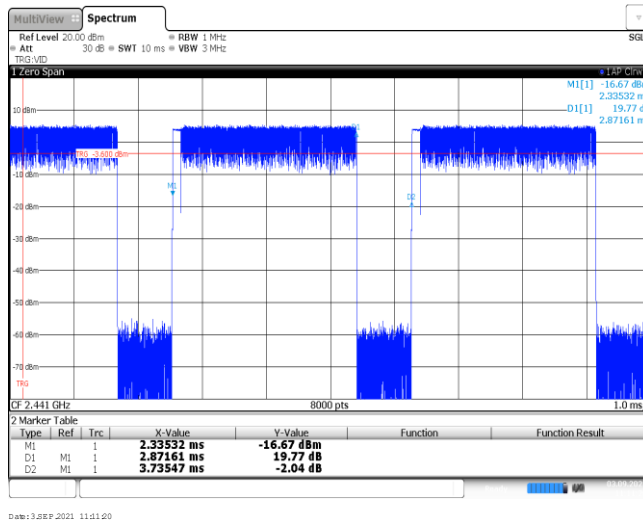 MultiView Spectrum
Ref Level 20.00 dBm RBW 1 MHz SGL
Att 30 dB SWT 10 ms VBW 3 MHz
TRG:VID
1 Zero Span 1AP Clrw
M1[1] -16.67 dBm
2.33532 ms
D1[1] 19.77 d
2.87161 ms
10 dBm
D1
TRG -3.600 dBm
-10 dBm
M1
-20 dBm
D2
-30 dBm
-40 dBm
-50 dBm
-60 dBm
-70 dBm
TRG
CF 2.441 GHz 8000 pts 1.0 ms
2 Marker Table
Type Ref Trc X-Value Y-Value Function Function Result
M1 1 2.33532 ms -16.67 dBm
D1 M1 1 2.87161 ms 19.77 dB
D2 M1 1 3.73547 ms -2.04 dB
Date: 3.SEP.2021 11:11:20